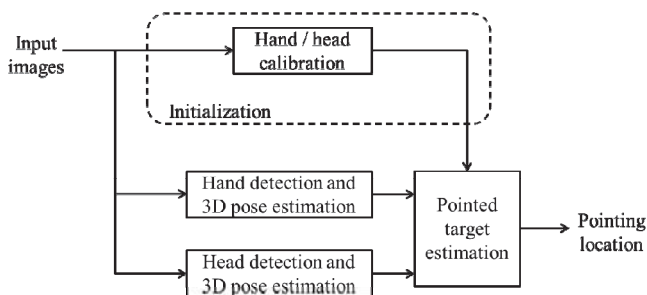 Input
images
Hand / head
calibration
Initialization
Hand detection and
3D pose estimation
Pointed
target
estimation
Pointing
location
Head detection and
3D pose estimation